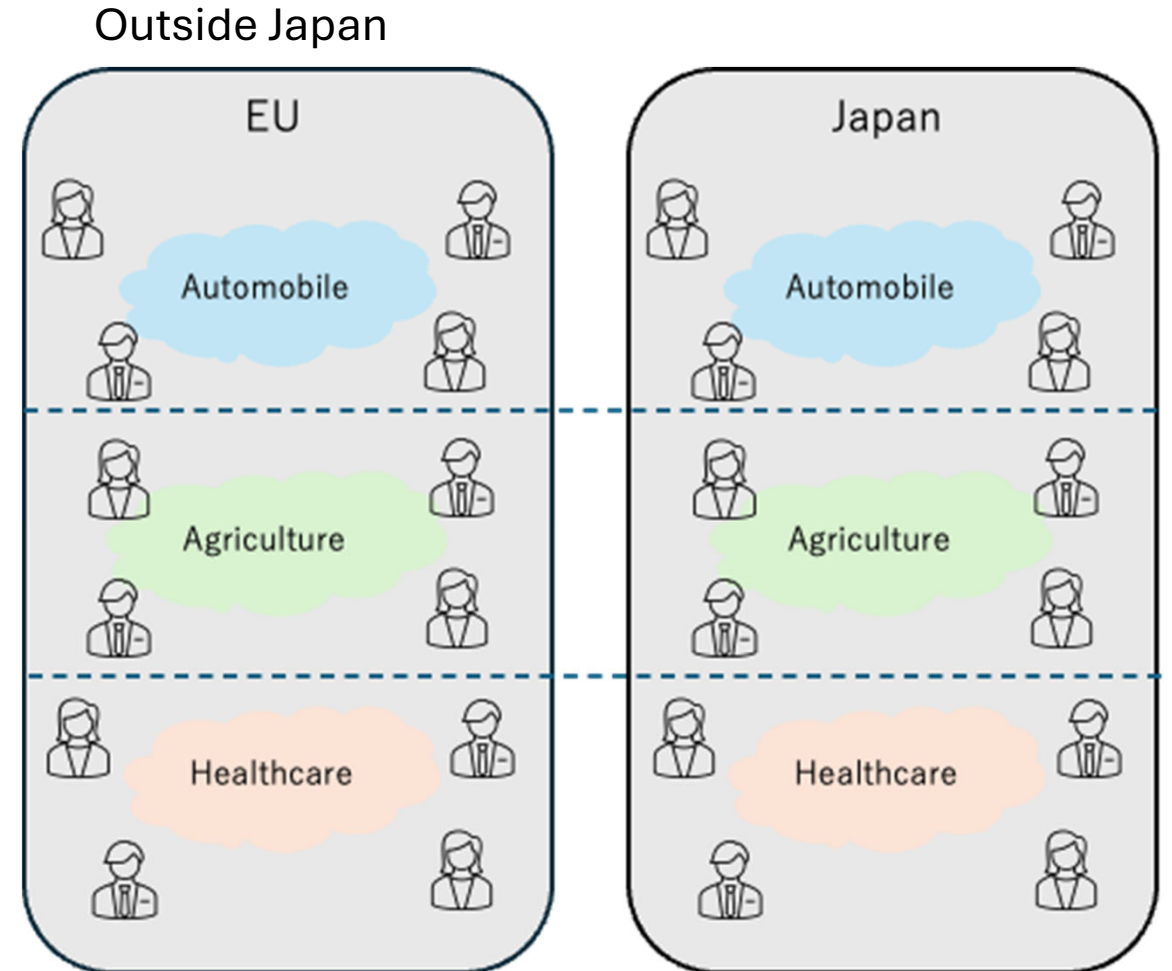 Outside Japan
EU
Japan
Automobile
Automobile
Agriculture
Agriculture
Healthcare
Healthcare